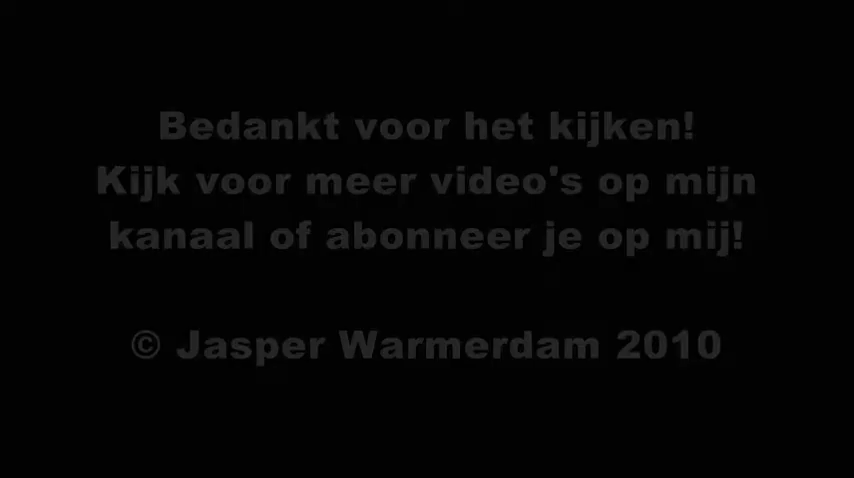 Bedankt voor het kijken!
Kijk voor meer video's op mijn
kanaal of abonneer je op mij!
© Jasper Warmerdam 2010